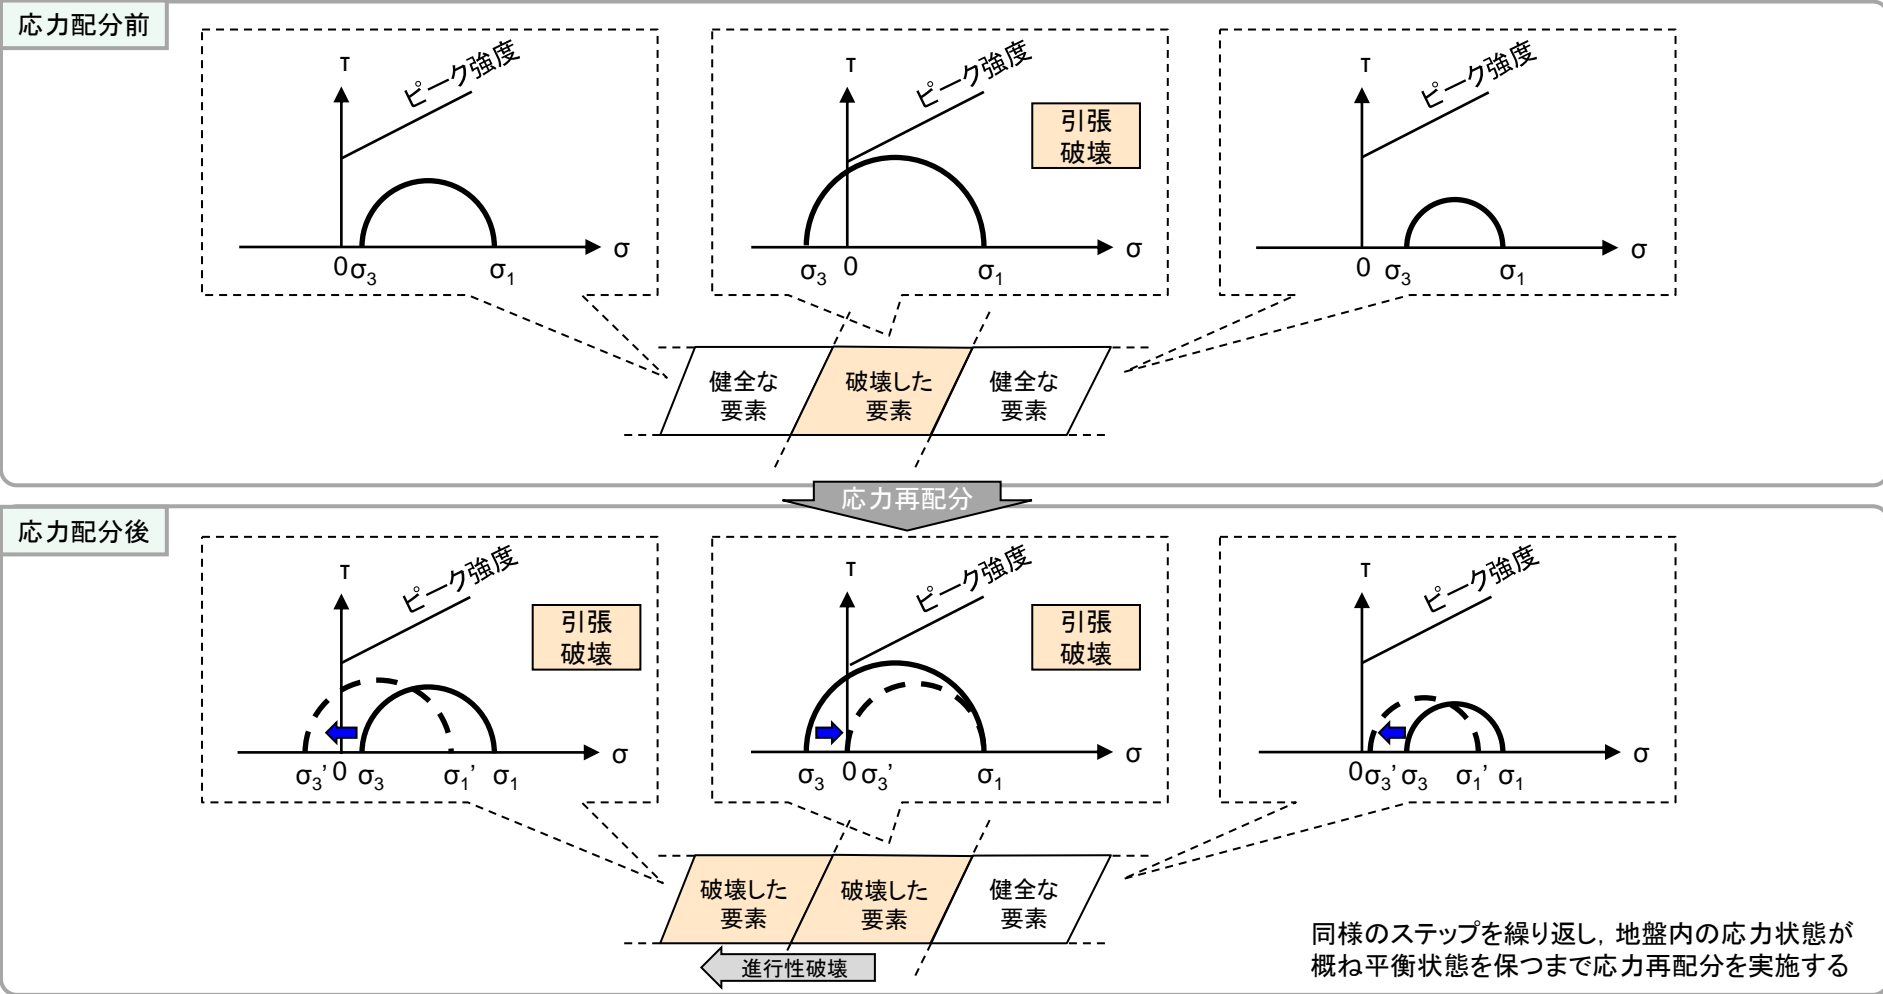 応力配分前
τ
ピーク強度
σ
0 σ3
σ1
τ
ピーク強度
引張
破壊
σ
σ3 0
σ1
τ
ピーク強度
σ
0 σ3
σ1
健全な
要素
破壊した
要素
健全な
要素
応力再配分
応力配分後
τ
ピーク強度
引張
破壊
σ
σ3’ 0 σ3
σ1’ σ1
τ
ピーク強度
引張
破壊
σ
σ3 0 σ3’
σ1
τ
ピーク強度
σ
0 σ3’ σ3
σ1’ σ1
破壊した
要素
破壊した
要素
健全な
要素
進行性破壊
同様のステップを繰り返し，地盤内の応力状態が
概ね平衡状態を保つまで応力再配分を実施する